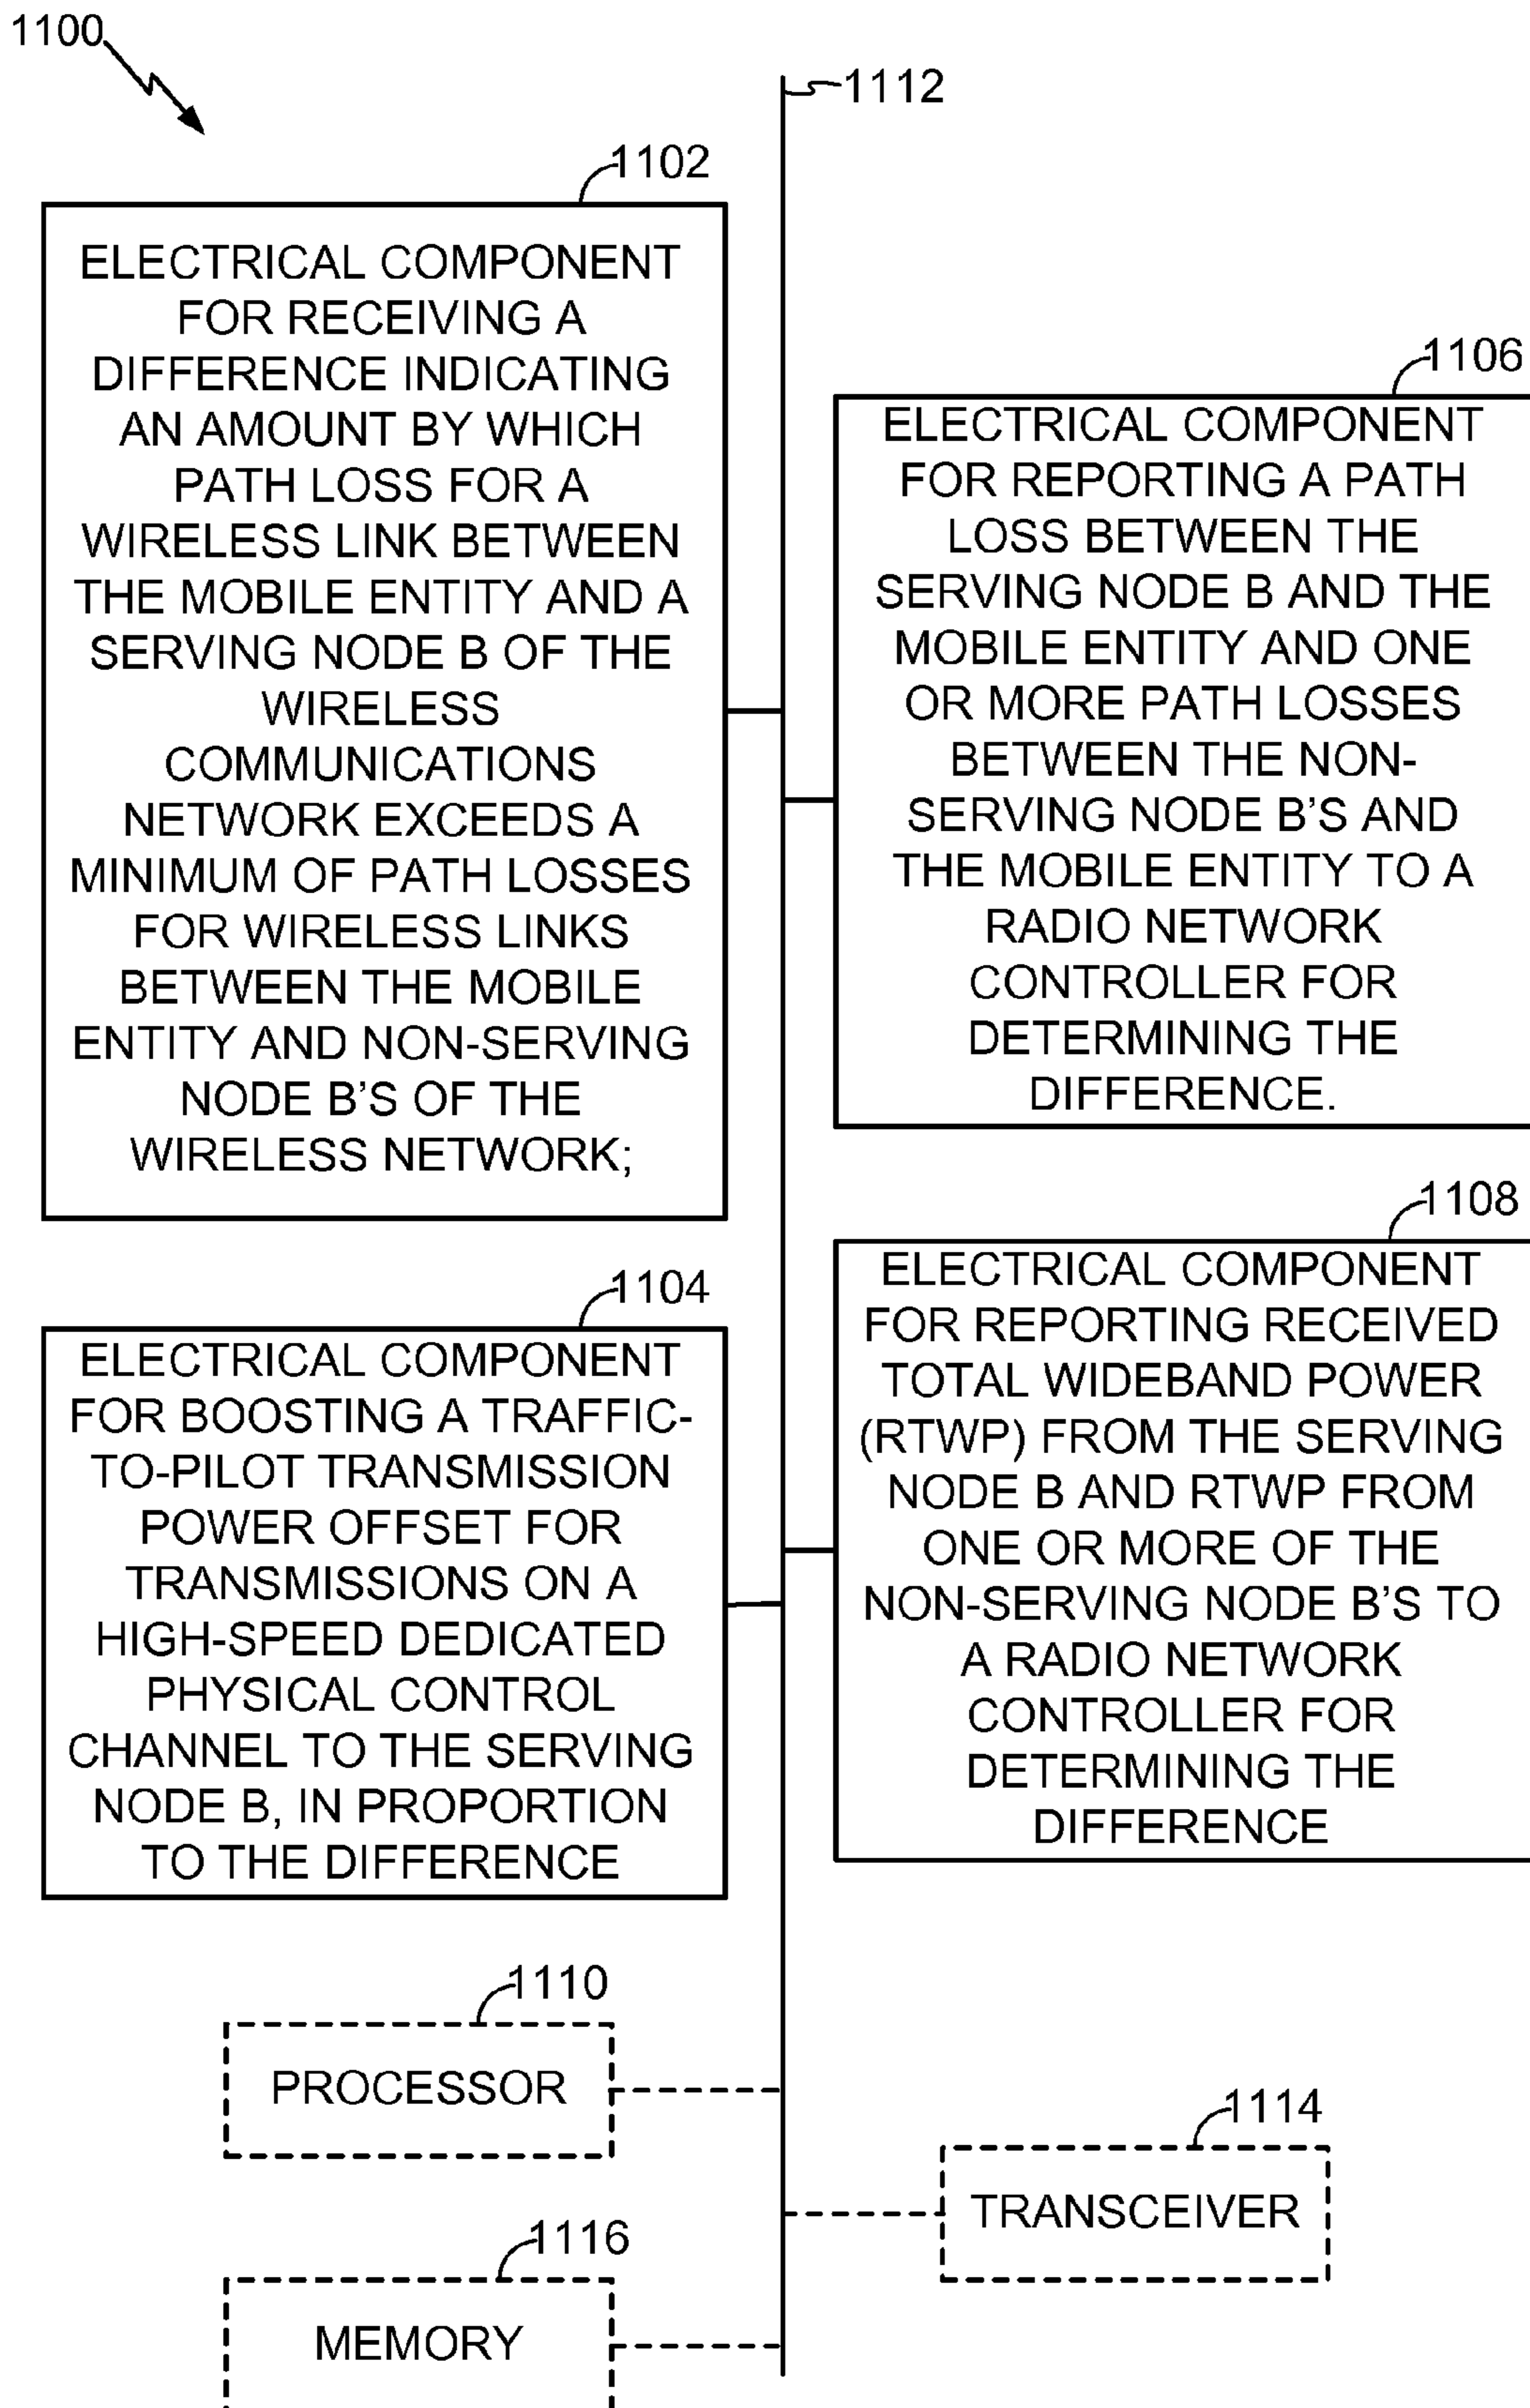 1100
1112
1102
ELECTRICAL COMPONENT
FOR RECEIVING A
DIFFERENCE INDICATING
AN AMOUNT BY WHICH
PATH LOSS FOR A
WIRELESS LINK BETWEEN
THE MOBILE ENTITY AND A
SERVING NODE B OF THE
WIRELESS
COMMUNICATIONS
NETWORK EXCEEDS A
MINIMUM OF PATH LOSSES
FOR WIRELESS LINKS
BETWEEN THE MOBILE
ENTITY AND NON-SERVING
NODE B'S OF THE
WIRELESS NETWORK;
1106
ELECTRICAL COMPONENT
FOR REPORTING A PATH
LOSS BETWEEN THE
SERVING NODE B AND THE
MOBILE ENTITY AND ONE
OR MORE PATH LOSSES
BETWEEN THE NON-
SERVING NODE B'S AND
THE MOBILE ENTITY TO A
RADIO NETWORK
CONTROLLER FOR
DETERMINING THE
DIFFERENCE.
1104
ELECTRICAL COMPONENT
FOR BOOSTING A TRAFFIC-
TO-PILOT TRANSMISSION
POWER OFFSET FOR
TRANSMISSIONS ON A
HIGH-SPEED DEDICATED
PHYSICAL CONTROL
CHANNEL TO THE SERVING
NODE B, IN PROPORTION
TO THE DIFFERENCE
1108
ELECTRICAL COMPONENT
FOR REPORTING RECEIVED
TOTAL WIDEBAND POWER
(RTWP) FROM THE SERVING
NODE B AND RTWP FROM
ONE OR MORE OF THE
NON-SERVING NODE B'S TO
A RADIO NETWORK
CONTROLLER FOR
DETERMINING THE
DIFFERENCE
1110
PROCESSOR
1114
TRANSCEIVER
1116
MEMORY